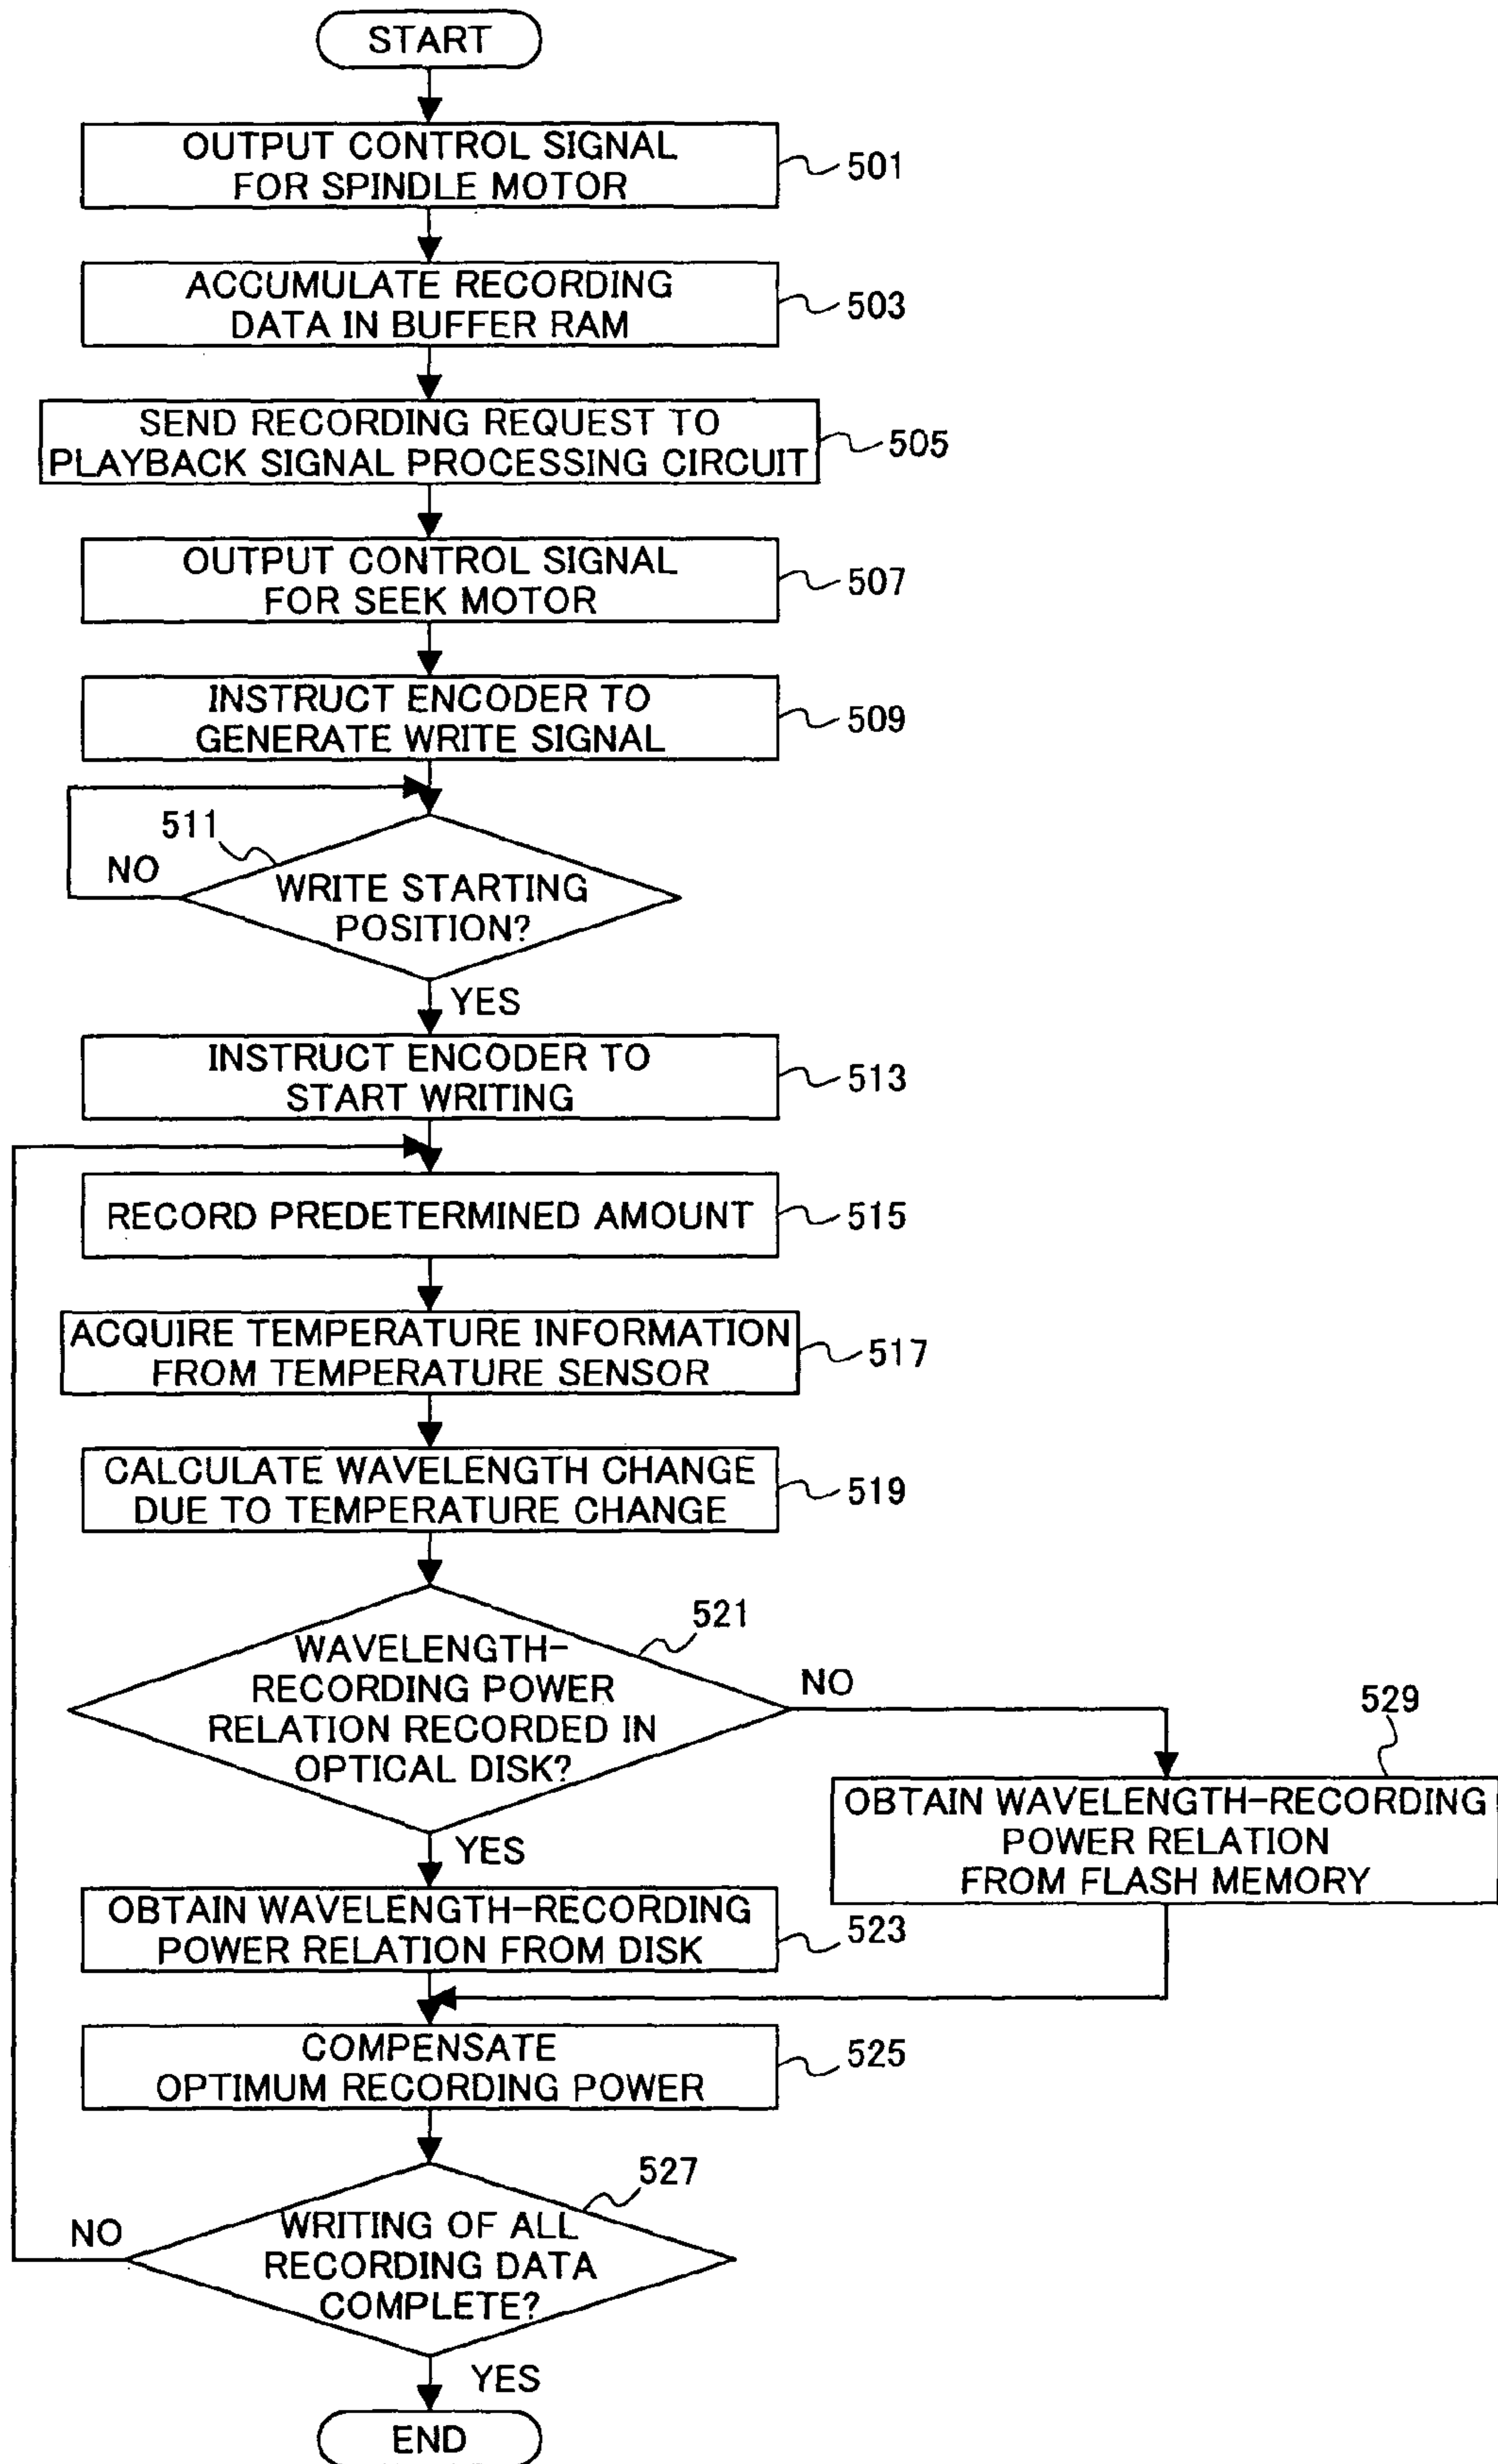 START
OUTPUT CONTROL SIGNAL
FOR SPINDLE MOTOR
501
ACCUMULATE RECORDING
DATA IN BUFFER RAM
503
SEND RECORDING REQUEST TO
PLAYBACK SIGNAL PROCESSING CIRCUIT
505
OUTPUT CONTROL SIGNAL
FOR SEEK MOTOR
507
INSTRUCT ENCODER TO
GENERATE WRITE SIGNAL
509
511
NO
WRITE STARTING
POSITION?
YES
INSTRUCT ENCODER TO
START WRITING
513
RECORD PREDETERMINED AMOUNT
515
ACQUIRE TEMPERATURE INFORMATION
FROM TEMPERATURE SENSOR
517
CALCULATE WAVELENGTH CHANGE
DUE TO TEMPERATURE CHANGE
519
521
WAVELENGTH-
RECORDING POWER
RELATION RECORDED IN
OPTICAL DISK?
NO
529
OBTAIN WAVELENGTH-RECORDING
POWER RELATION
FROM FLASH MEMORY
YES
OBTAIN WAVELENGTH-RECORDING
POWER RELATION FROM DISK
523
COMPENSATE
OPTIMUM RECORDING POWER
525
527
NO
WRITING OF ALL
RECORDING DATA
COMPLETE?
YES
END